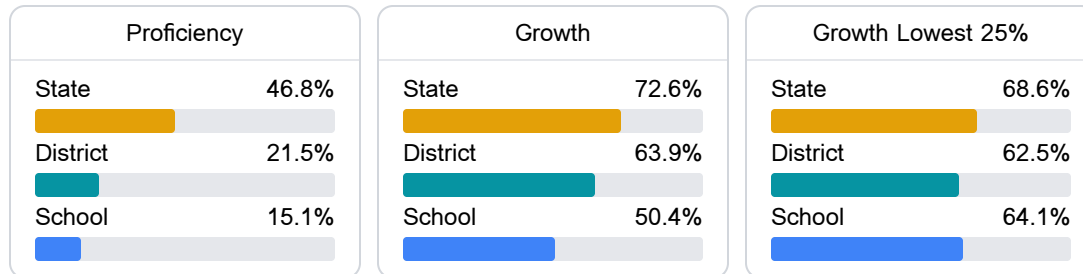 Proficiency
State 46.8%
District 21.5%
School 15.1%
Growth
State 72.6%
District 63.9%
School 50.4%
Growth Lowest 25%
State 68.6%
District 62.5%
School 64.1%